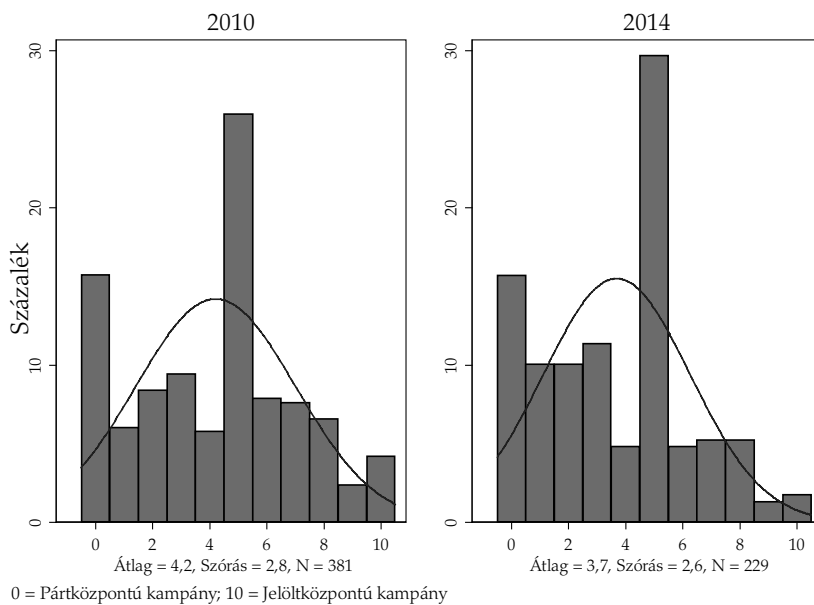 2010
2014
Százalék
30
20
10
0
0 2 4 6 8 10
Átlag = 4,2, Szórás = 2,8, N = 381
30
20
10
0
0 2 4 6 8 10
Átlag = 3,7, Szórás = 2,6, N = 229
0 = Pártközpontú kampány; 10 = Jelöltközpontú kampány